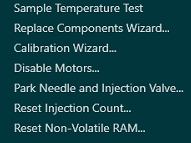 Sample Temperature Test
Replace Components Wizard...
Calibration Wizard...
Disable Motors...
Park Needle and Injection Valve...
Reset Injection Count...
Reset Non-Volatile RAM...